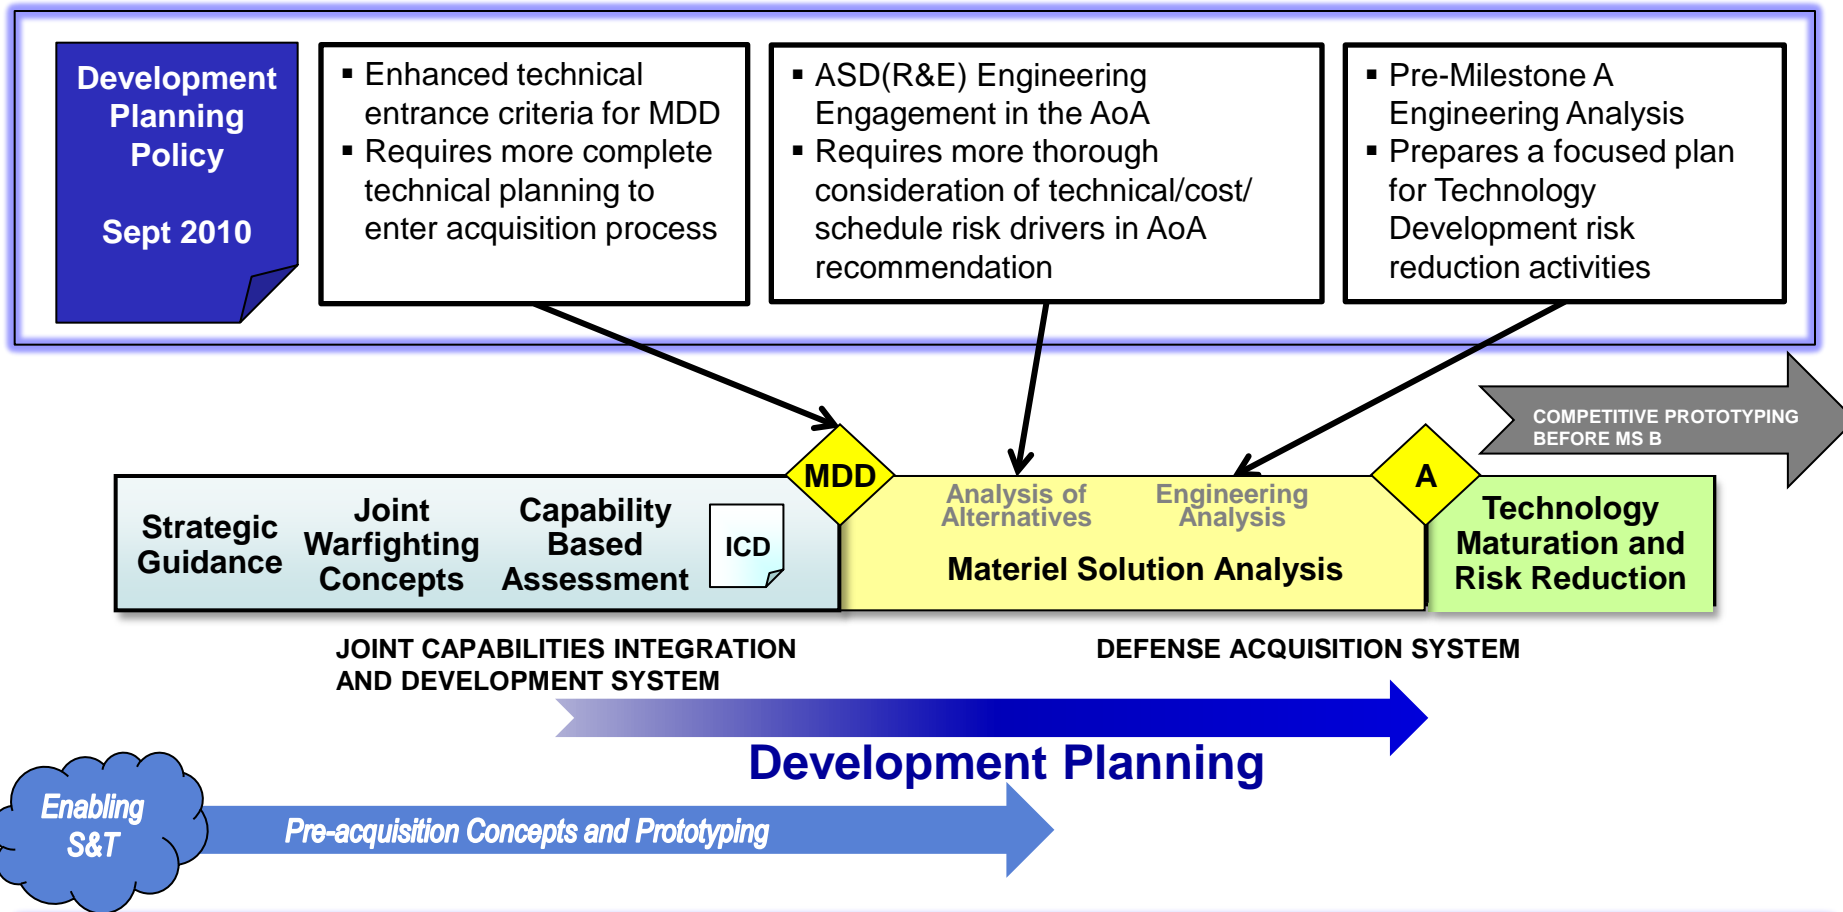 Development
Planning
Policy
Sept 2010
▪ Enhanced technical
entrance criteria for MDD
▪ Requires more complete
technical planning to
enter acquisition process
▪ ASD(R&E) Engineering
Engagement in the AoA
▪ Requires more thorough
consideration of technical/cost/
schedule risk drivers in AoA
recommendation
▪ Pre-Milestone A
Engineering Analysis
▪ Prepares a focused plan
for Technology
Development risk
reduction activities
COMPETITIVE PROTOTYPING
BEFORE MS B
Strategic
Guidance
Joint
Warfighting
Concepts
Capability
Based
Assessment
ICD
MDD
Analysis of
Alternatives
Engineering
Analysis
Materiel Solution Analysis
A
Technology
Maturation and
Risk Reduction
JOINT CAPABILITIES INTEGRATION
AND DEVELOPMENT SYSTEM
DEFENSE ACQUISITION SYSTEM
Development Planning
Enabling
S&T
Pre-acquisition Concepts and Prototyping